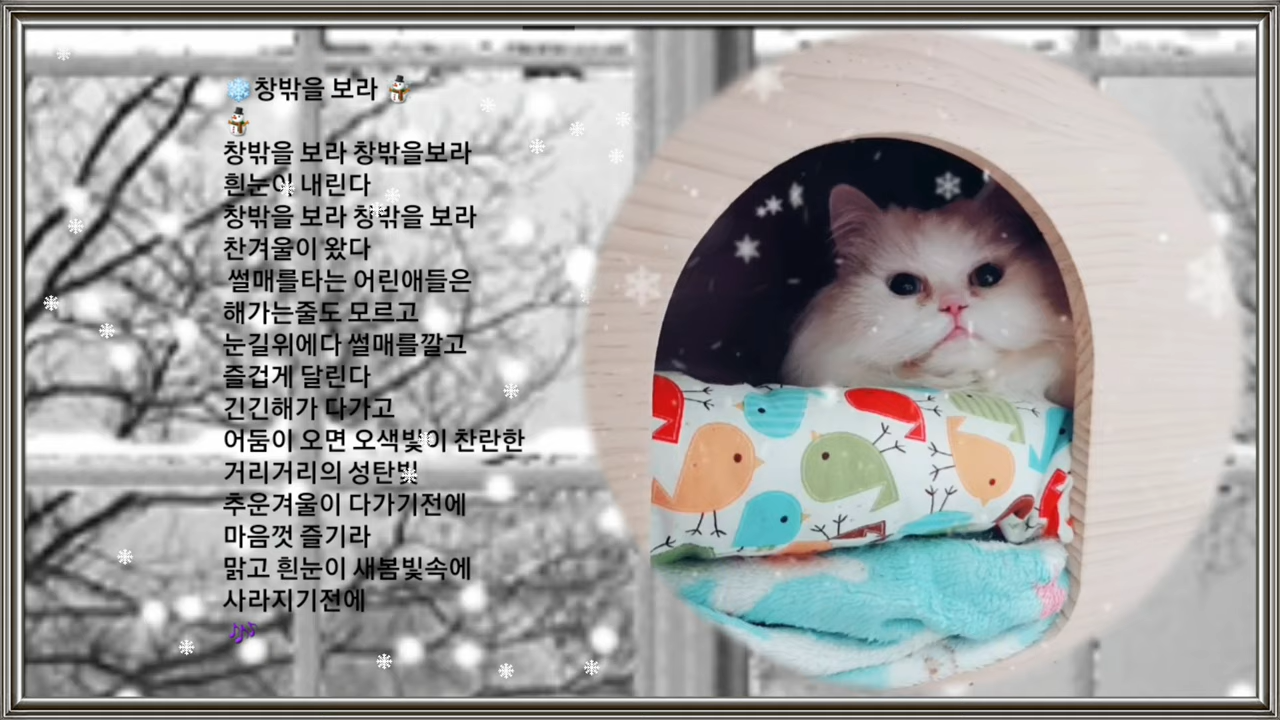 창밖을 보라
창밖을 보라 창밖을보라
흰눈이 내린다
창밖을 보라 창밖을 보라
찬겨울이 왔다
썰매를타는 어린애들은
해가는줄도 모르고
눈길위에다 썰매를깔고
즐겁게 달린다
긴긴해가 다가고
어둠이 오면 오색빛이 찬란한
거리거리의 성탄빛
추운겨울이 다가기전에
마음껏 즐기라
맑고 흰눈이 새봄빛속에
사라지기전에